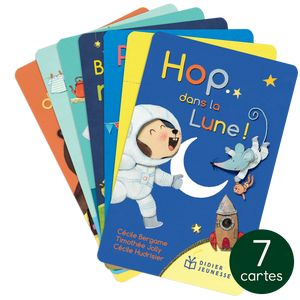 Hop...
dans la
Lune !
Cécile Bergame
Timothée Jolly
Cécile Hudrisier
DIDIER
JEUNESSE
7
cartes